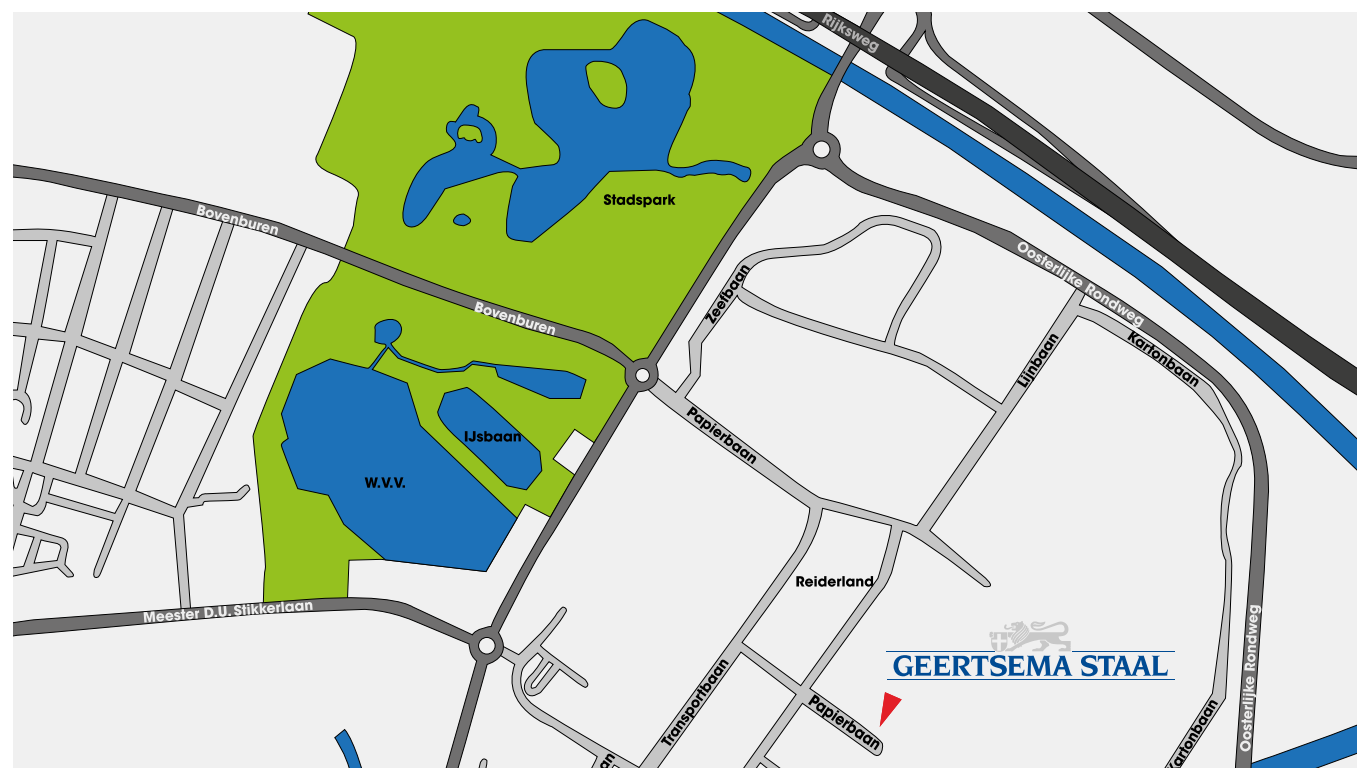 Rijksweg
Stadspark
Bovenburen
Oosterlijke Rondweg
Zeefbaan
Bovenburen
Kartonbaan
Lijnbaan
Papierbaan
IJsbaan
W.V.V.
Reiderland
Meester D.U. Stikkerlaan
Oosterlijke Rondweg
GEERTSEMA STAAL
Transportbaan
Papierbaan
Kartonbaan